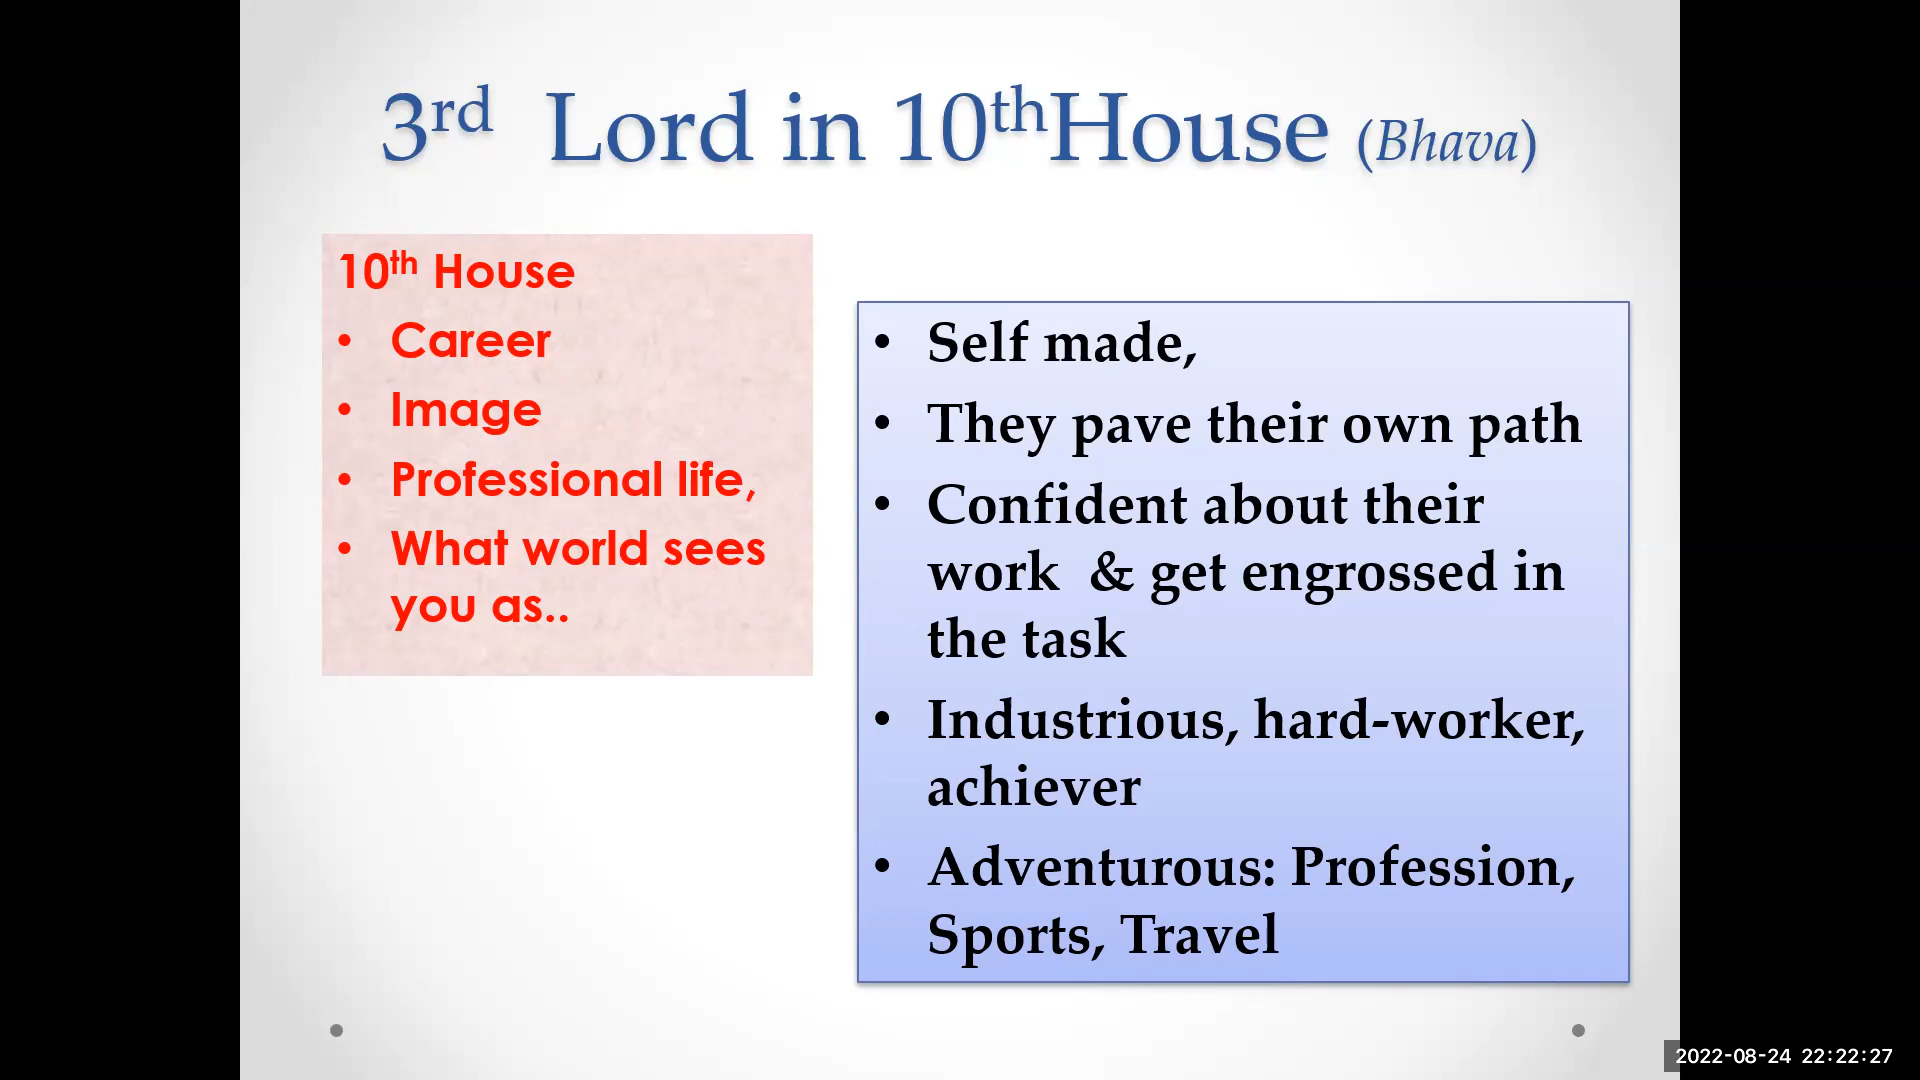 3rd Lord in 10thHouse (Bhava)
10th House
• Career
• Image
• Professional life,
• What world sees
you as..
• Self made,
• They pave their own path
• Confident about their
work & get engrossed in
the task
• Industrious, hard-worker,
achiever
• Adventurous: Profession,
Sports, Travel
2022-08-24 22:22:27